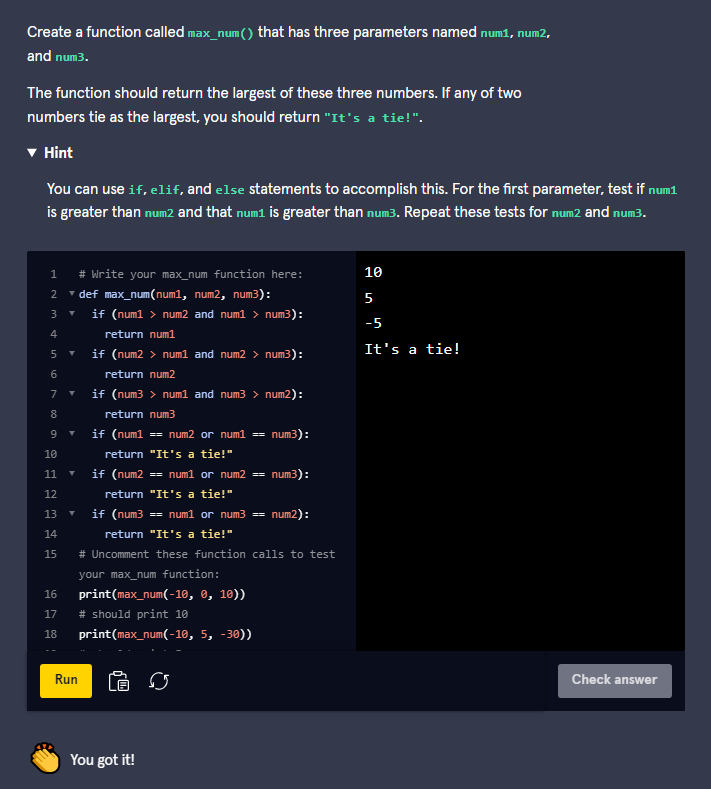 Create a function called max_num() that has three parameters named num1, num2,
and num3.
The function should return the largest of these three numbers. If any of two
numbers tie as the largest, you should return "It's a tie!".
▼ Hint
You can use if, elif, and else statements to accomplish this. For the first parameter, test if num1
is greater than num2 and that num1 is greater than num3. Repeat these tests for num2 and num3.
1 # Write your max_num function here:
2 ▼ def max_num(num1, num2, num3):
3 ▼ if (num1 > num2 and num1 > num3):
4 return num1
5 ▼ if (num2 > num1 and num2 > num3):
6 return num2
7 ▼ if (num3 > num1 and num3 > num2):
8 return num3
9 ▼ if (num1 == num2 or num1 == num3):
10 return "It's a tie!"
11 ▼ if (num2 == num1 or num2 == num3):
12 return "It's a tie!"
13 ▼ if (num3 == num1 or num3 == num2):
14 return "It's a tie!"
15 # Uncomment these function calls to test
your max_num function:
16 print(max_num(-10, 0, 10))
17 # should print 10
18 print(max_num(-10, 5, -30))
10
5
-5
It's a tie!
Run
Check answer
You got it!